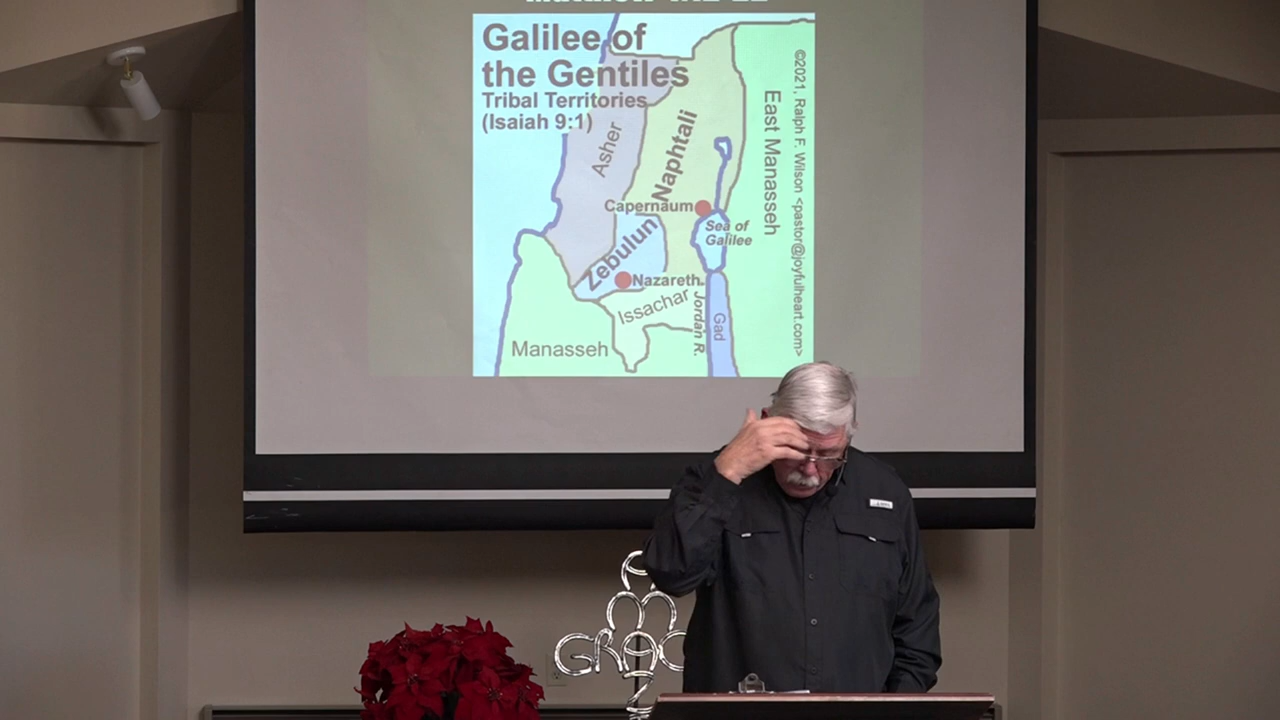 Galilee of
the Gentiles
Tribal Territories
(Isaiah 9:1)
Asher
Naphtali
East Manasseh
©2021, Ralph F. Wilson <pastor@joyfulheart.com>
Capernaum
Sea of
Galilee
Zebulun
Nazareth
Issachar
Jordan R.
Gad
Manasseh
GRAC